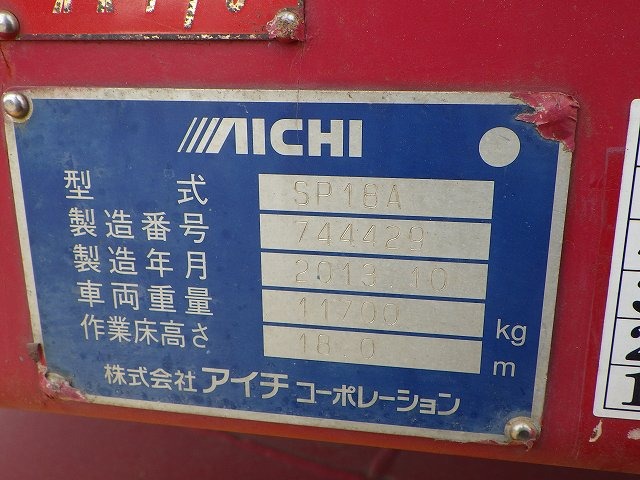 AICHI
型式 SP18A
製造番号 744429
製造年月 2013.10
車両重量 11700 kg
作業床高さ 18.0 m
株式会社 アイチ コーポレーション
2
1